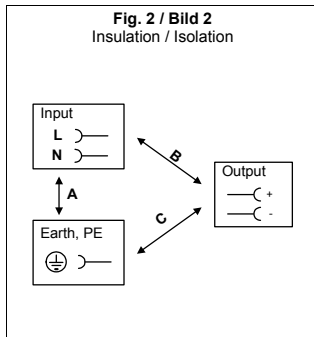 Fig. 2 / Bild 2
Insulation / Isolation
Input
L
N
B
Output
+
-
A
C
Earth, PE